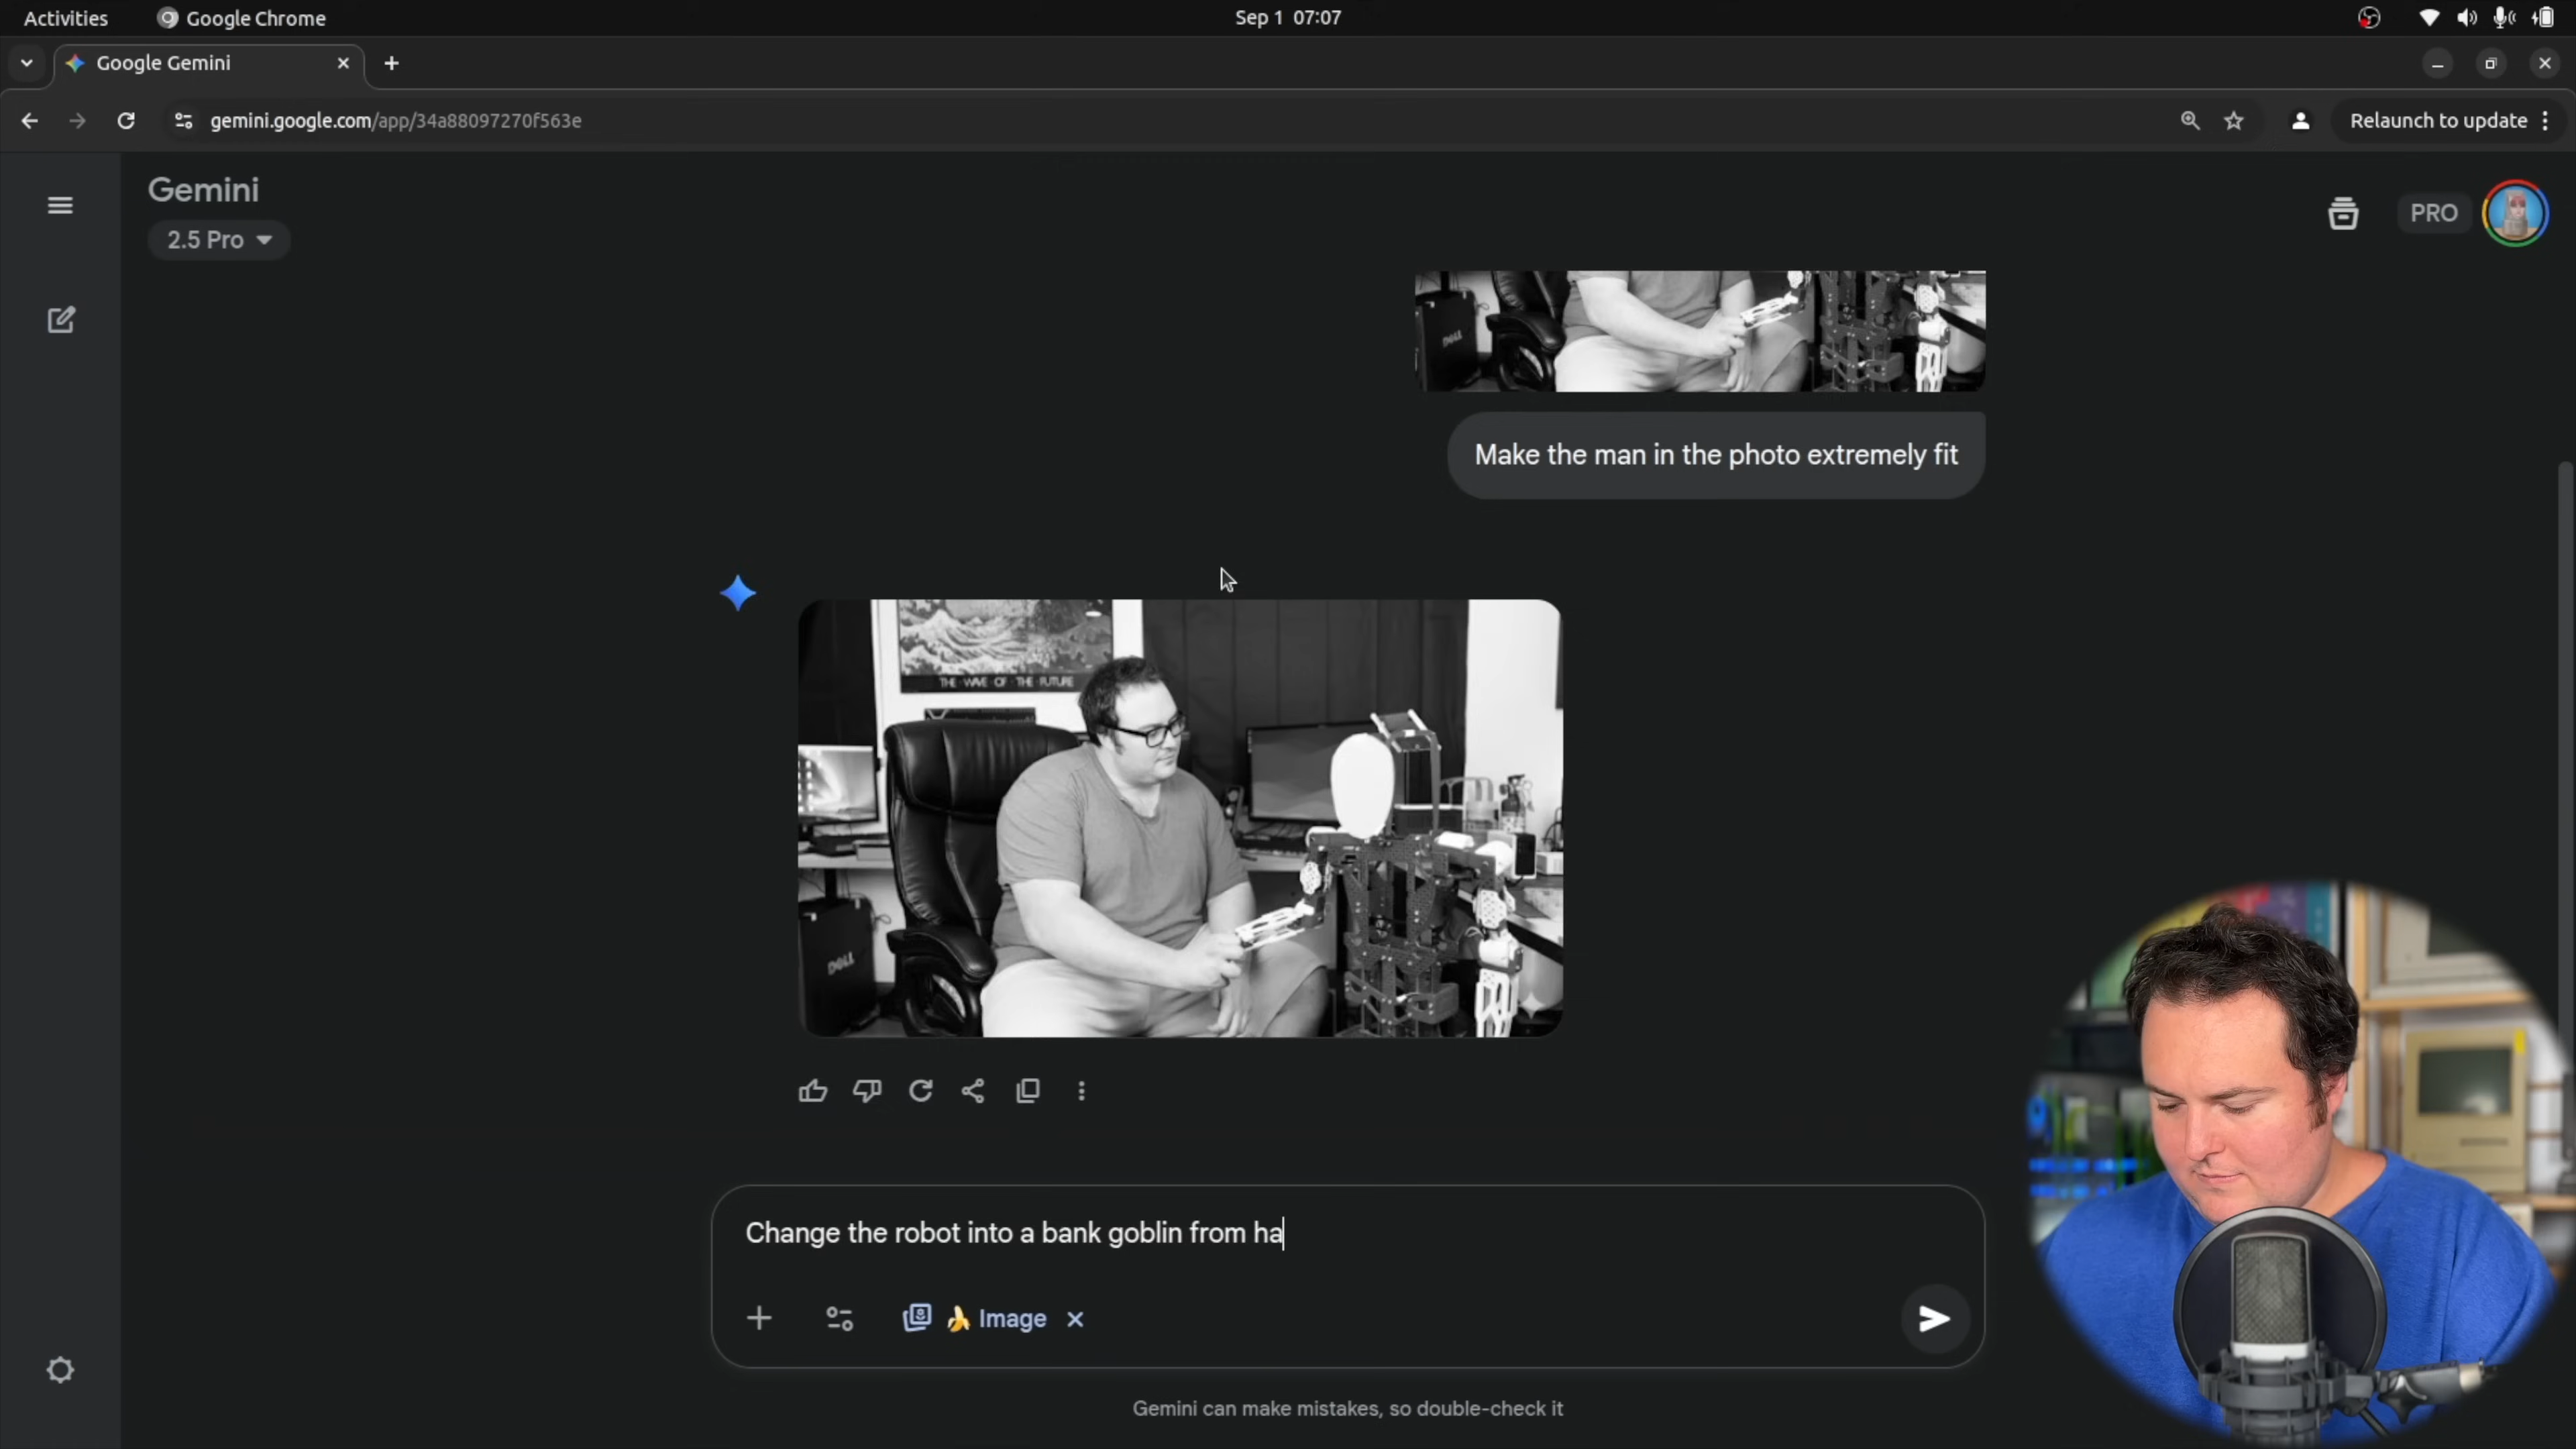 Activities
Google Chrome
Sep 1 07:07
Google Gemini
gemini.google.com/app/34a88097270f563e
Relaunch to update
Gemini
2.5 Pro
PRO
DELL
Make the man in the photo extremely fit
THE WAVE OF THE FUTURE
DELL
Change the robot into a bank goblin from ha
Image
Gemini can make mistakes, so double-check it